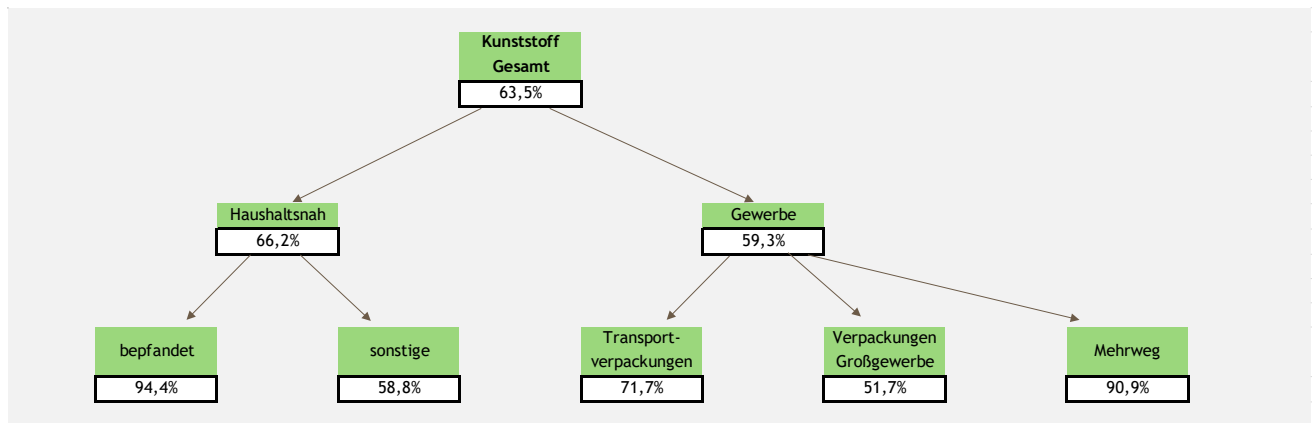 Kunststoff
Gesamt
63,5%
Haushaltsnah
66,2%
Gewerbe
59,3%
bepfandet
94,4%
sonstige
58,8%
Transport-
verpackungen
71,7%
Verpackungen
Großgewerbe
51,7%
Mehrweg
90,9%